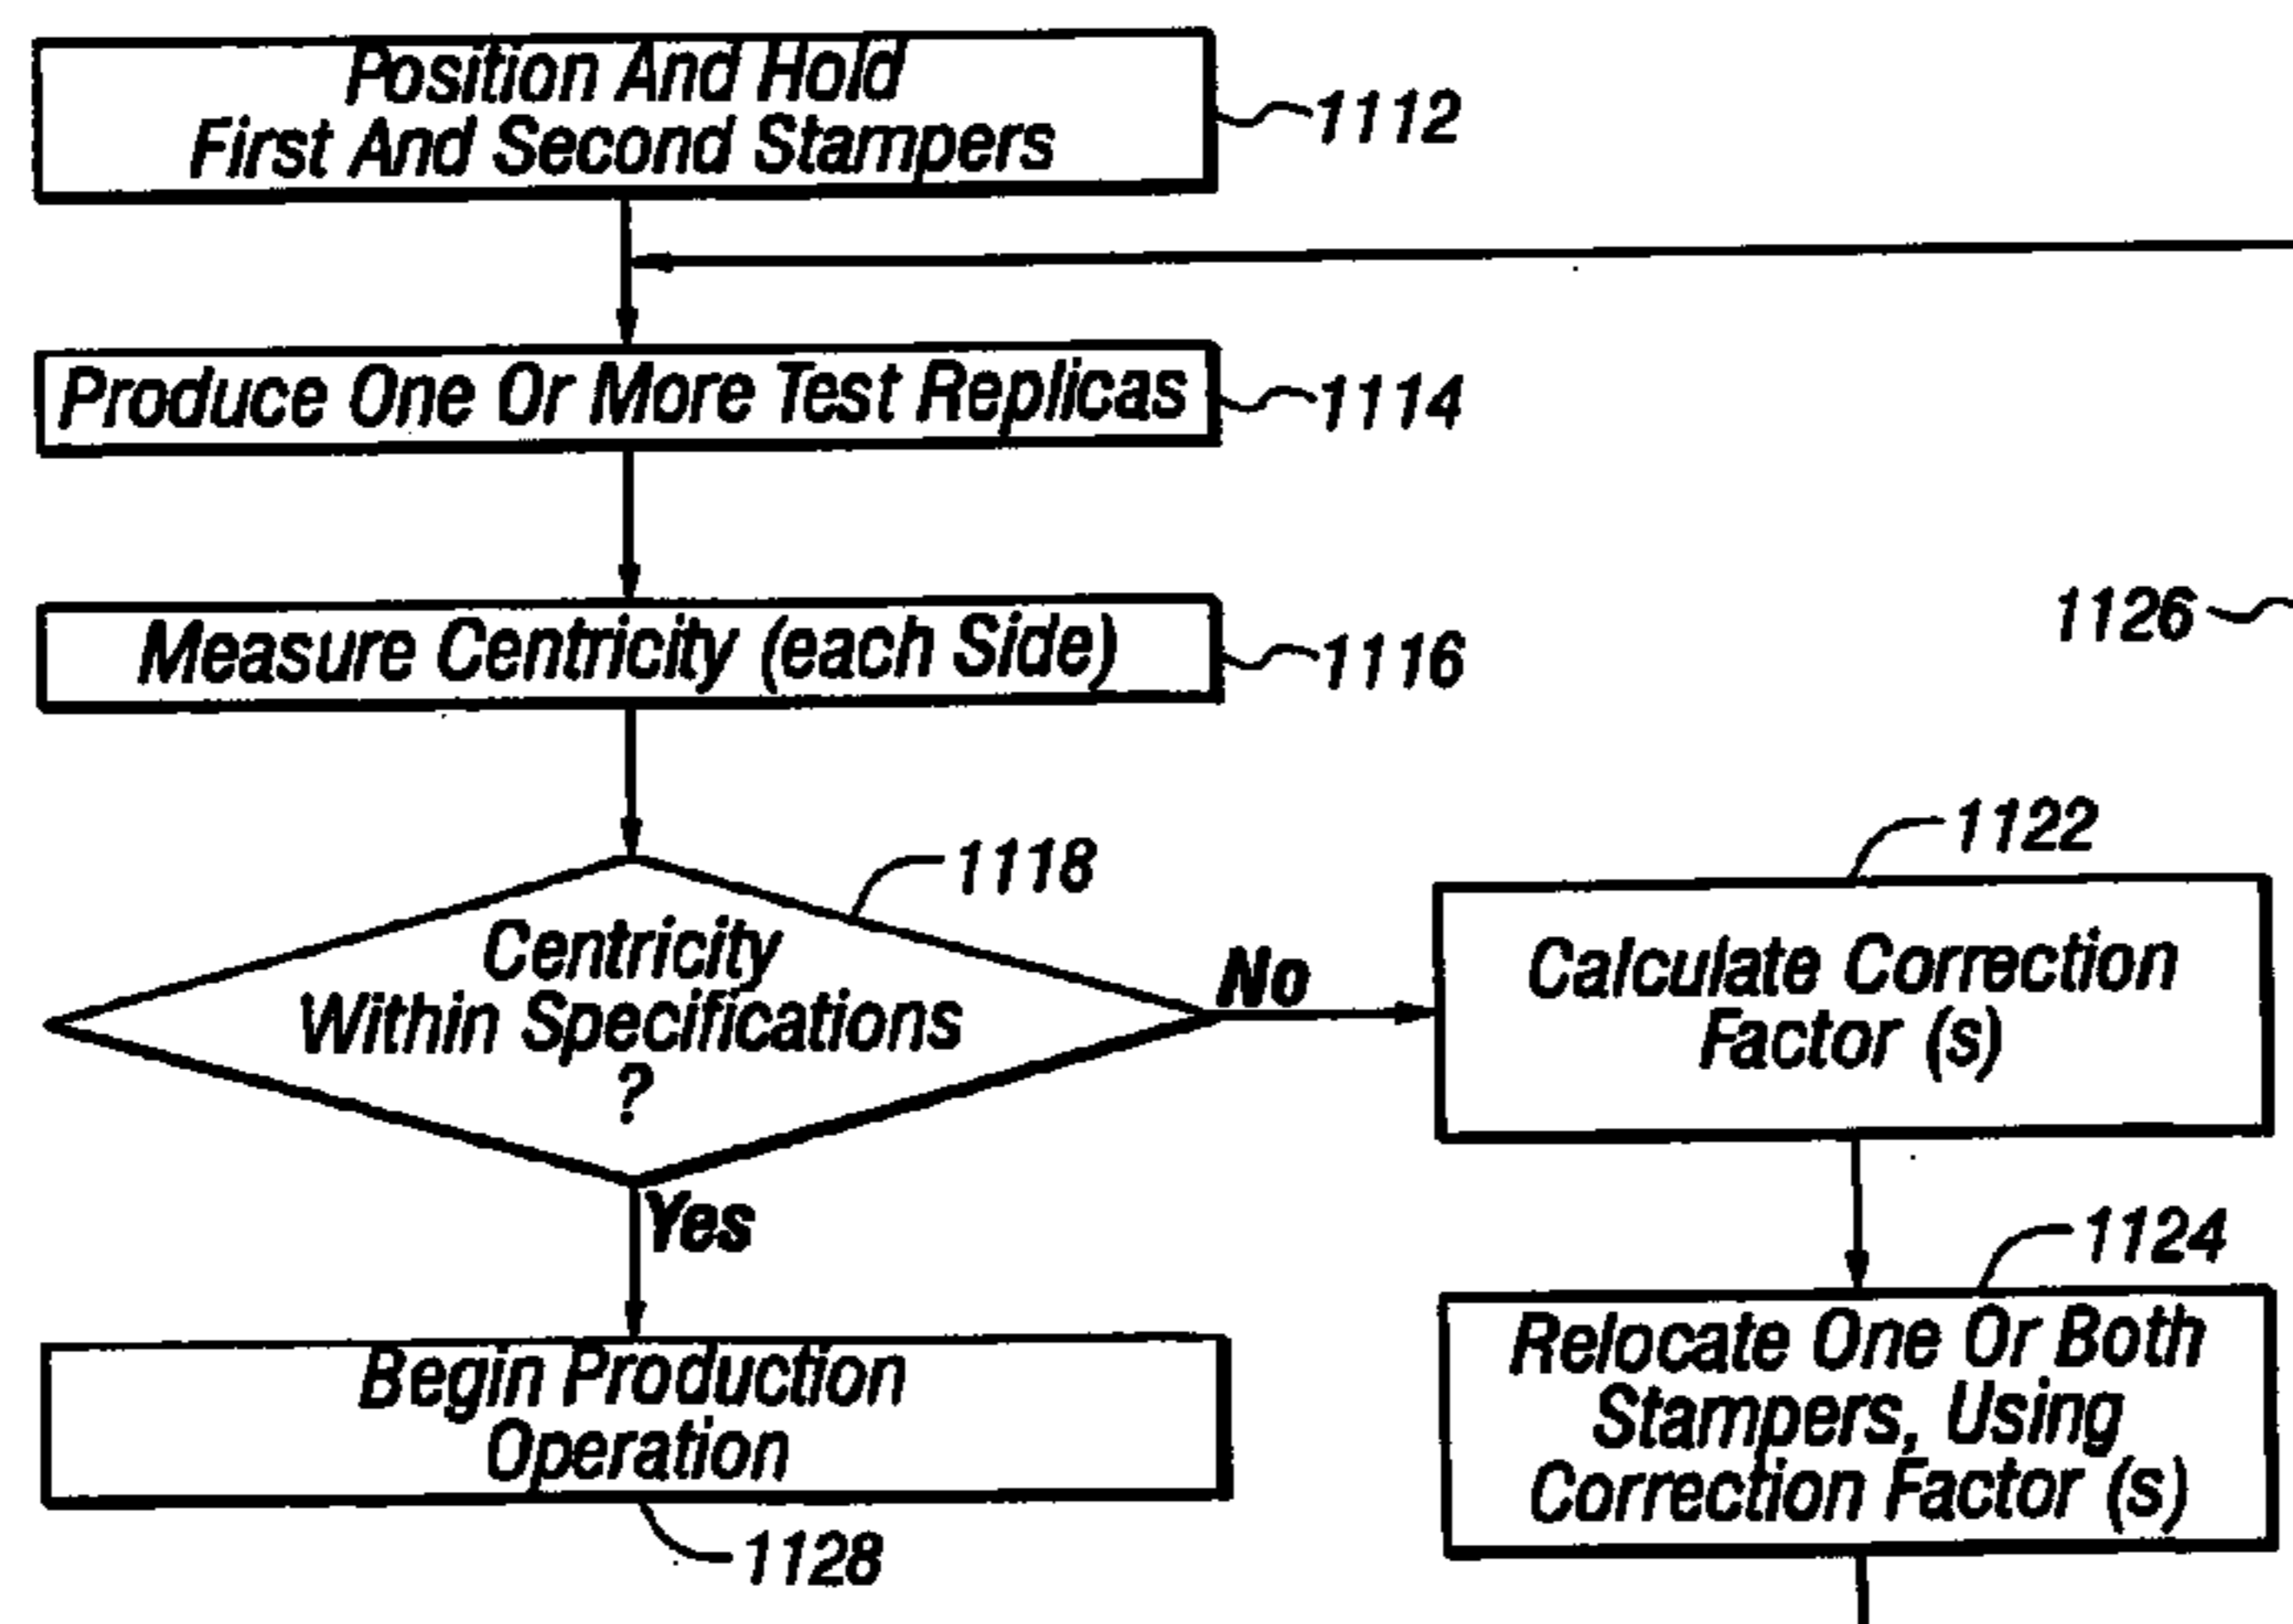 Position And Hold
First And Second Stampers
1112
Produce One Or More Test Replicas
1114
Measure Centricity (each Side)
1116
1126
1118
Centricity
Within Specifications
?
No
Yes
1122
Calculate Correction
Factor (s)
1124
Relocate One Or Both
Stampers, Using
Correction Factor (s)
Begin Production
Operation
1128